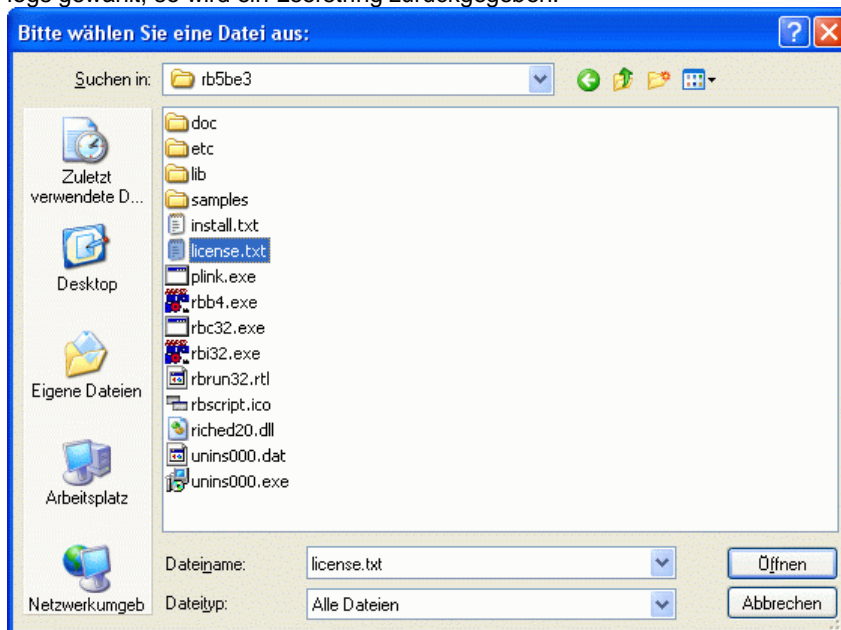 Bitte wählen Sie eine Datei aus:
Suchen in:
rb5be3
Zuletzt
verwendete D...
Desktop
Eigene Dateien
Arbeitsplatz
Netzwerkumgeb
doc
etc
lib
samples
install.txt
license.txt
plink.exe
rbb4.exe
rbc32.exe
rbi32.exe
rbrun32.rtl
rbscript.ico
riched20.dll
unins000.dat
unins000.exe
Dateiname:
license.txt
Öffnen
Dateityp:
Alle Dateien
Abbrechen